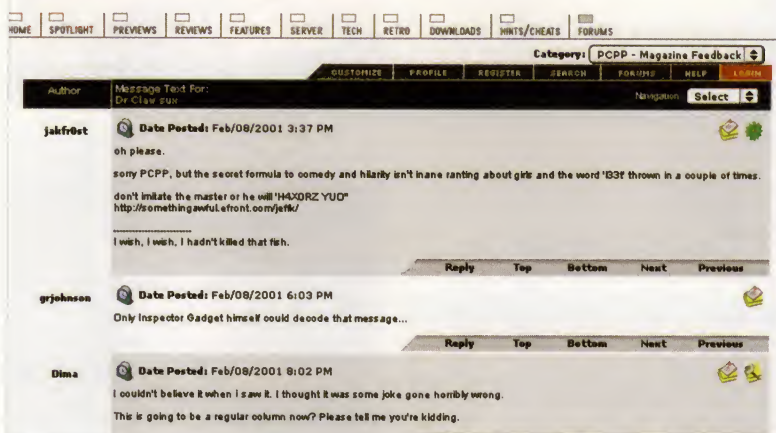 HOME SPOTLIGHT PREVIEWS REVIEWS FEATURES SERVER TECH RETRO DOWNLOADS HINTS/CHEATS FORUMS
Category: PCPP - Magazine Feedback
CUSTOMIZE PROFILE REGISTER SEARCH FORUMS HELP LOGIN
Author Message Text For: Navigation: Select
Dr Claw sux
jakfr0st Date Posted: Feb/08/2001 3:37 PM
oh please.
sorry PCPP, but the secret formula to comedy and hilarity isn't inane ranting about girls and the word 'l33t' thrown in a couple of times.
don't imitate the master or he will 'H4X0RZ YUO"
http://somethingawful.efront.com/jeffk/
I wish, I wish, I hadn't killed that fish.
Reply Top Bottom Next Previous
grjohnson Date Posted: Feb/08/2001 6:03 PM
Only Inspector Gadget himself could decode that message...
Reply Top Bottom Next Previous
Dima Date Posted: Feb/08/2001 8:02 PM
I couldn't believe it when i saw it. I thought it was some joke gone horribly wrong.
This is going to be a regular column now? Please tell me you're kidding.